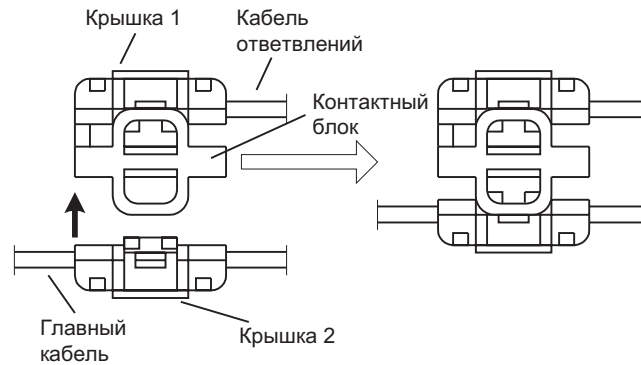 Крышка 1
Кабель
ответвлений
Контактный
блок
Главный
кабель
Крышка 2